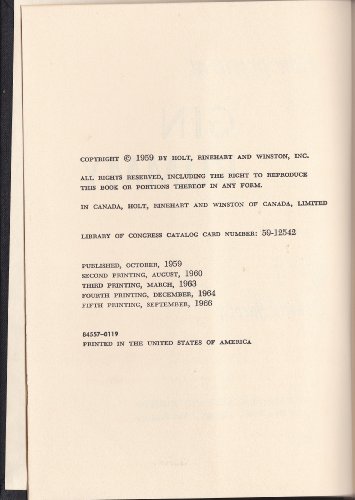 COPYRIGHT © 1959 BY HOLT, RINEHART AND WINSTON, INC.
ALL RIGHTS RESERVED, INCLUDING THE RIGHT TO REPRODUCE
THIS BOOK OR PORTIONS THEREOF IN ANY FORM.
IN CANADA, HOLT, RINEHART AND WINSTON OF CANADA, LIMITED
LIBRARY OF CONGRESS CATALOG CARD NUMBER: 59-12542
PUBLISHED, OCTOBER, 1959
SECOND PRINTING, AUGUST, 1960
THIRD PRINTING, MARCH, 1963
FOURTH PRINTING, DECEMBER, 1964
FIFTH PRINTING, SEPTEMBER, 1966
84557-0119
PRINTED IN THE UNITED STATES OF AMERICA